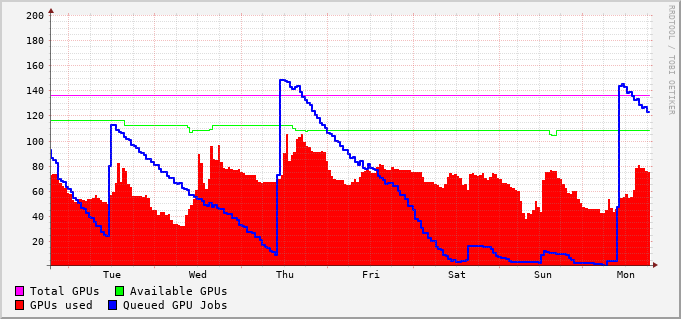 200
180
160
140
120
100
80
60
40
20
Tue Wed Thu Fri Sat Sun Mon
Total GPUs Available GPUs
GPUs used Queued GPU Jobs
RRDTOOL / TOBI OETIKER